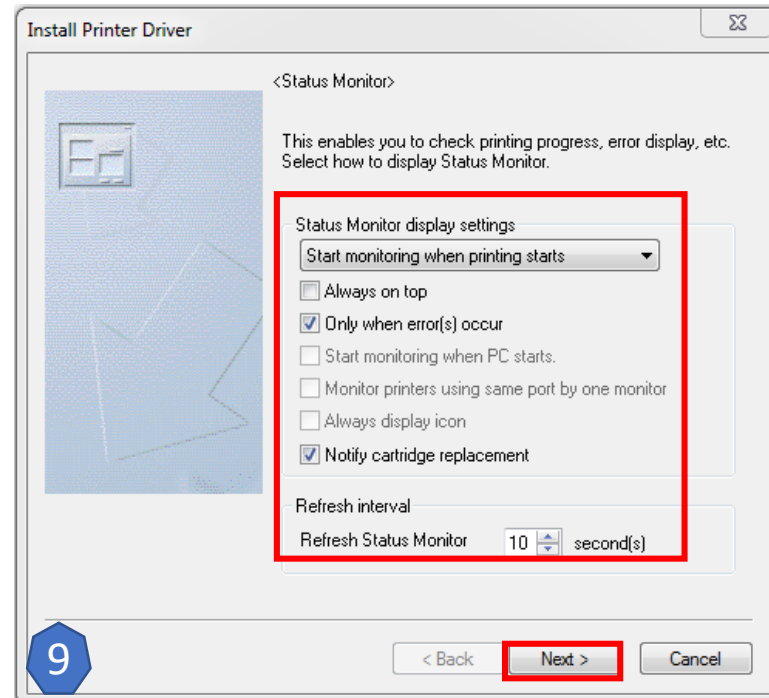 Install Printer Driver
<Status Monitor>
This enables you to check printing progress, error display, etc.
Select how to display Status Monitor.
Status Monitor display settings
Start monitoring when printing starts
Always on top
Only when error(s) occur
Start monitoring when PC starts.
Monitor printers using same port by one monitor
Always display icon
Notify cartridge replacement
Refresh interval
Refresh Status Monitor 10 second(s)
9
< Back Next > Cancel